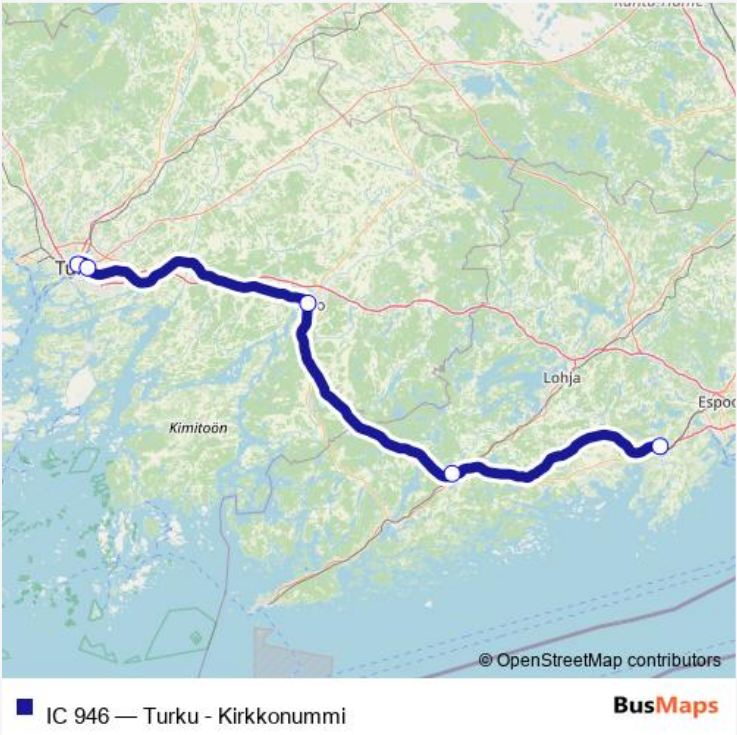 Lohja
Espoo
Kimitoön
© OpenStreetMap contributors
IC 946 — Turku - Kirkkonummi
BusMaps